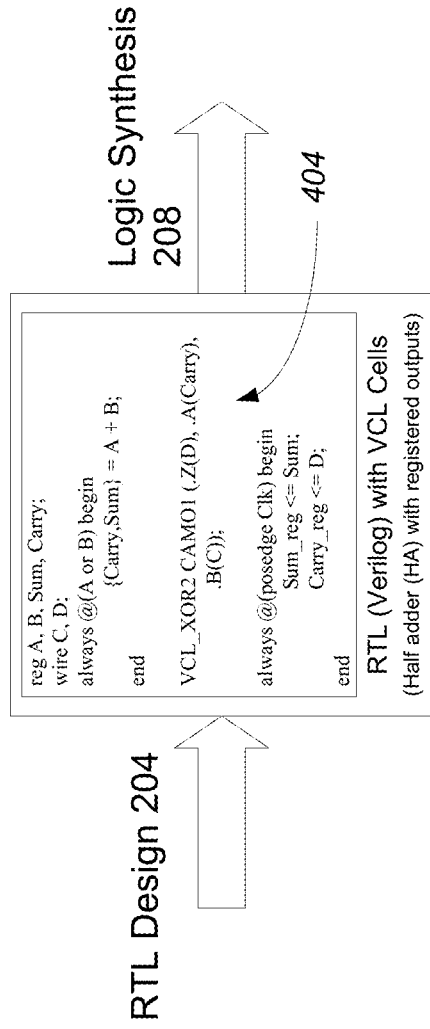 RTL Design 204
reg A, B, Sum, Carry;
wire C, D;
always @(A or B) begin
{Carry,Sum} = A + B;
end
VCL_XOR2 CAMO1 (.Z(D), .A(Carry),
.B(C));
always @(posedge Clk) begin
Sum_reg <= Sum;
Carry_reg <= D;
end
RTL (Verilog) with VCL Cells
(Half adder (HA) with registered outputs)
Logic Synthesis
208
404